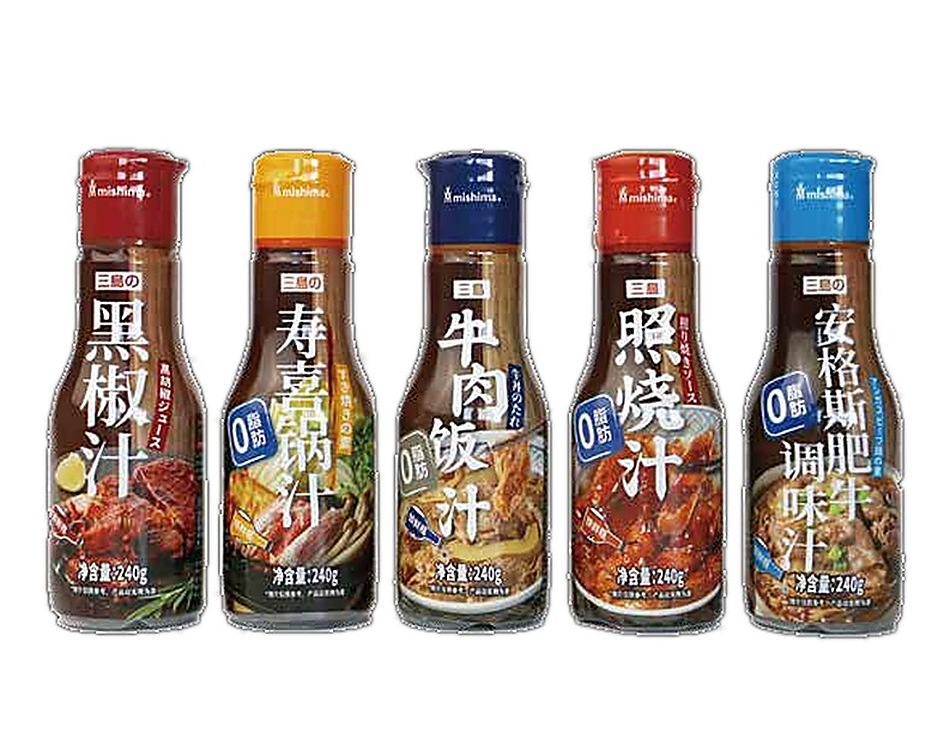 mishima
三島の
黑椒汁
黒胡椒ジュース
净含量:240g
mishima
三島の
寿喜锅汁
すき焼きの素
0脂肪
净含量:240g
mishima
三島
牛肉饭汁
牛丼のたれ
0脂肪
净含量:240g
mishima
三島
照烧汁
照り焼きソース
0脂肪
净含量:240g
mishima
三島の
安格斯肥牛
调味汁
0脂肪
净含量:240g